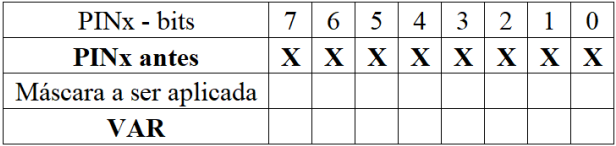 PINx - bits 7 6 5 4 3 2 1 0
PINx antes X X X X X X X X
Máscara a ser aplicada
VAR